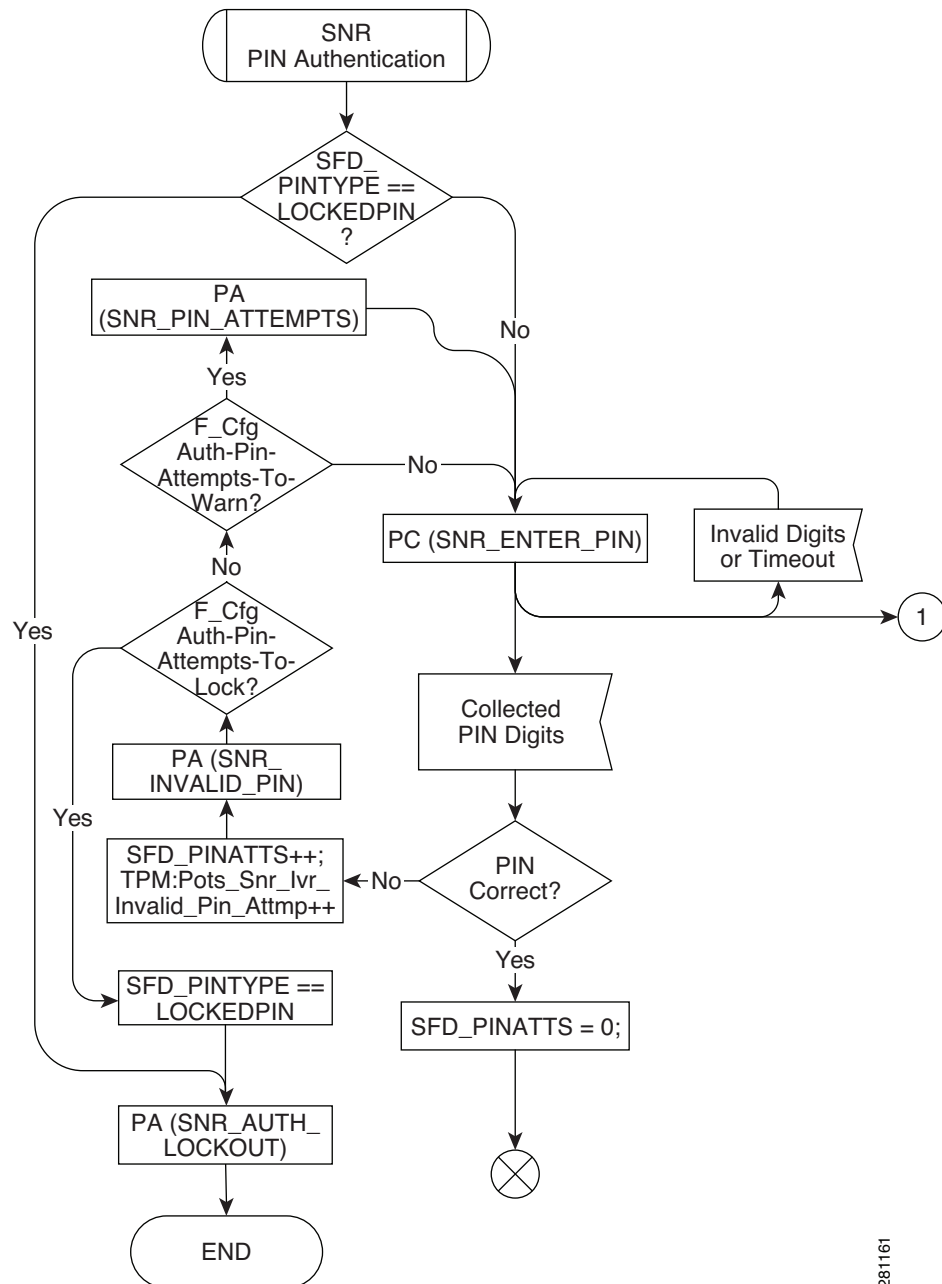 SNR
PIN Authentication
SFD_
PINTYPE ==
LOCKEDPIN
?
PA
(SNR_PIN_ATTEMPTS)
No
Yes
F_Cfg
Auth-Pin-
Attempts-To-
Warn?
No
PC (SNR_ENTER_PIN)
Invalid Digits
or Timeout
No
F_Cfg
Auth-Pin-
Attempts-To-
Lock?
Yes
1
Collected
PIN Digits
PA (SNR_
INVALID_PIN)
Yes
SFD_PINATTS++;
TPM:Pots_Snr_Ivr_
Invalid_Pin_Attmp++
No
PIN
Correct?
Yes
SFD_PINTYPE ==
LOCKEDPIN
SFD_PINATTS = 0;
PA (SNR_AUTH_
LOCKOUT)
END
281161